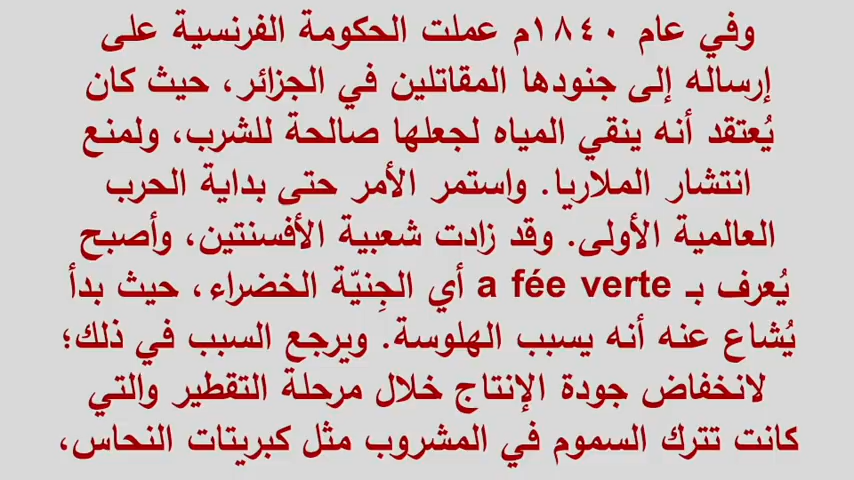 وفي عام ١٨٤٠م عملت الحكومة الفرنسية على
إرساله إلى جنودها المقاتلين في الجزائر، حيث كان
يُعتقد أنه ينقي المياه لجعلها صالحة للشرب، ولمنع
انتشار الملاريا. واستمر الأمر حتى بداية الحرب
العالمية الأولى. وقد زادت شعبية الأفسنتين، وأصبح
يُعرف بـ a fée verte أي الجِنيّة الخضراء، حيث بدأ
يُشاع عنه أنه يسبب الهلوسة. ويرجع السبب في ذلك؛
لانخفاض جودة الإنتاج خلال مرحلة التقطير والتي
كانت تترك السموم في المشروب مثل كبريتات النحاس،